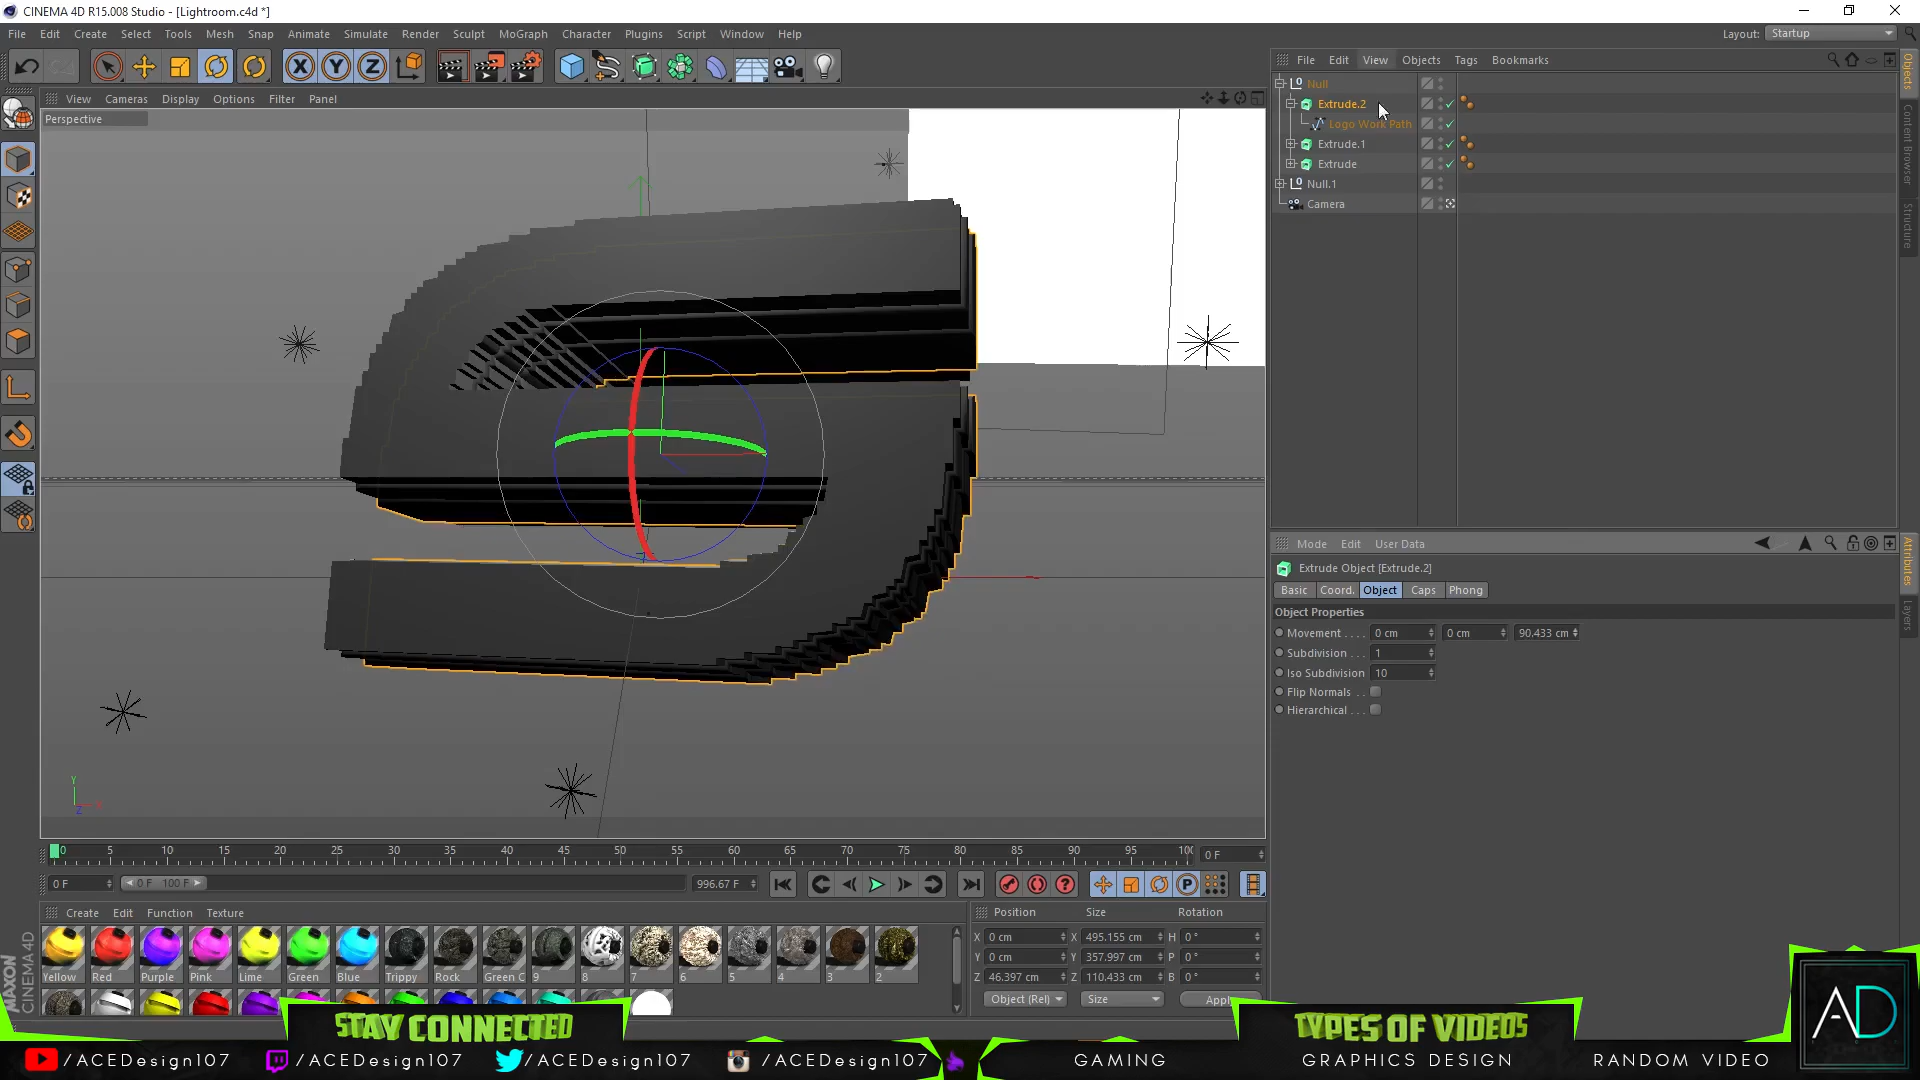 CINEMA 4D R15.008 Studio - [Lightroom.c4d *]
File Edit Create Select Tools Mesh Snap Animate Simulate Render Sculpt MoGraph Character Plugins Script Window Help
Layout: Startup
View Cameras Display Options Filter Panel
Perspective
File Edit View Objects Tags Bookmarks
Null
Extrude.2
Logo Work Path
Extrude.1
Extrude
Null.1
Camera
Objects
Content Browser
Structure
Mode Edit User Data
Extrude Object [Extrude.2]
Basic Coord. Object Caps Phong
Object Properties
Movement . . . . 0 cm 0 cm 90.433 cm
Subdivision . . . 1
Iso Subdivision 10
Flip Normals . .
Hierarchical . . .
Attributes
Layers
Y
Z
0 5 10 15 20 25 30 35 40 45 50 55 60 65 70 75 80 85 90 95 100
0 F
0 F 0 F 100 F 996.67 F
Create Edit Function Texture
Yellow Red Purple Pink Lime Green Blue Trippy Rock Green C 9 8 7 6 5 4 3 2
Position Size Rotation
X 0 cm X 495.155 cm H 0 °
Y 0 cm Y 357.997 cm P 0 °
Z 46.397 cm Z 110.433 cm B 0 °
Object (Rel) Size Apply
MAXON
CINEMA 4D
STAY CONNECTED
TYPES OF VIDEOS
/ACEDesign107 /ACEDesign107 /ACEDesign107 /ACEDesign107
GAMING GRAPHICS DESIGN RANDOM VIDEO
AD